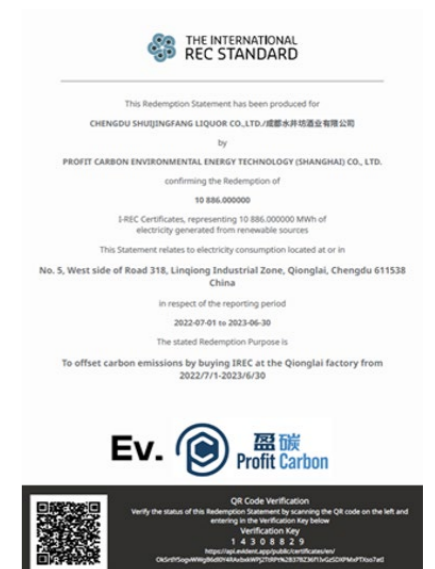 THE INTERNATIONAL
REC STANDARD
This Redemption Statement has been produced for
CHENGDU SHUIJINGFANG LIQUOR CO.,LTD./成都水井坊酒业有限公司
by
PROFIT CARBON ENVIRONMENTAL ENERGY TECHNOLOGY (SHANGHAI) CO., LTD.
confirming the Redemption of
10 886.000000
I-REC Certificates, representing 10 886.000000 MWh of
electricity generated from renewable sources
This Statement relates to electricity consumption located at or in
No. 5, West side of Road 318, Linqiong Industrial Zone, Qionglai, Chengdu 611538
China
in respect of the reporting period
2022-07-01 to 2023-06-30
The stated Redemption Purpose is
To offset carbon emissions by buying IREC at the Qionglai factory from
2022/7/1-2023/6/30
Ev.
盈碳
Profit Carbon
QR Code Verification
Verify the status of this Redemption Statement by scanning the QR code on the left and
entering in the Verification Key below
Verification Key
1 4 3 0 8 8 2 9
https://api.evident.app/public/certificates/en/